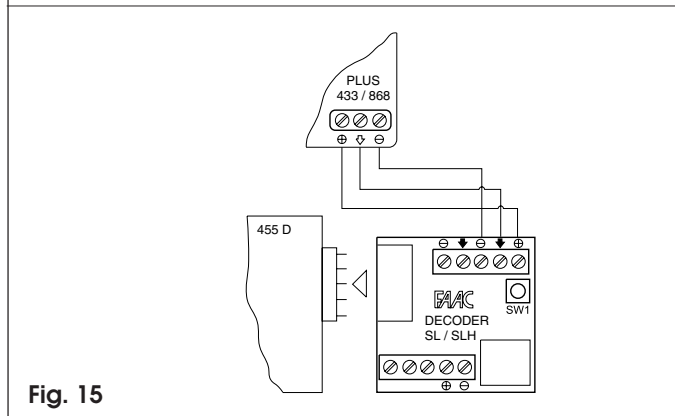 PLUS
433 / 868
⊕ ⇩ ⊖
455 D
⊖ ⬇ ⊖ ⬇ ⊕
FAAC
SW1
DECODER
SL / SLH
⊕ ⊖
Fig. 15